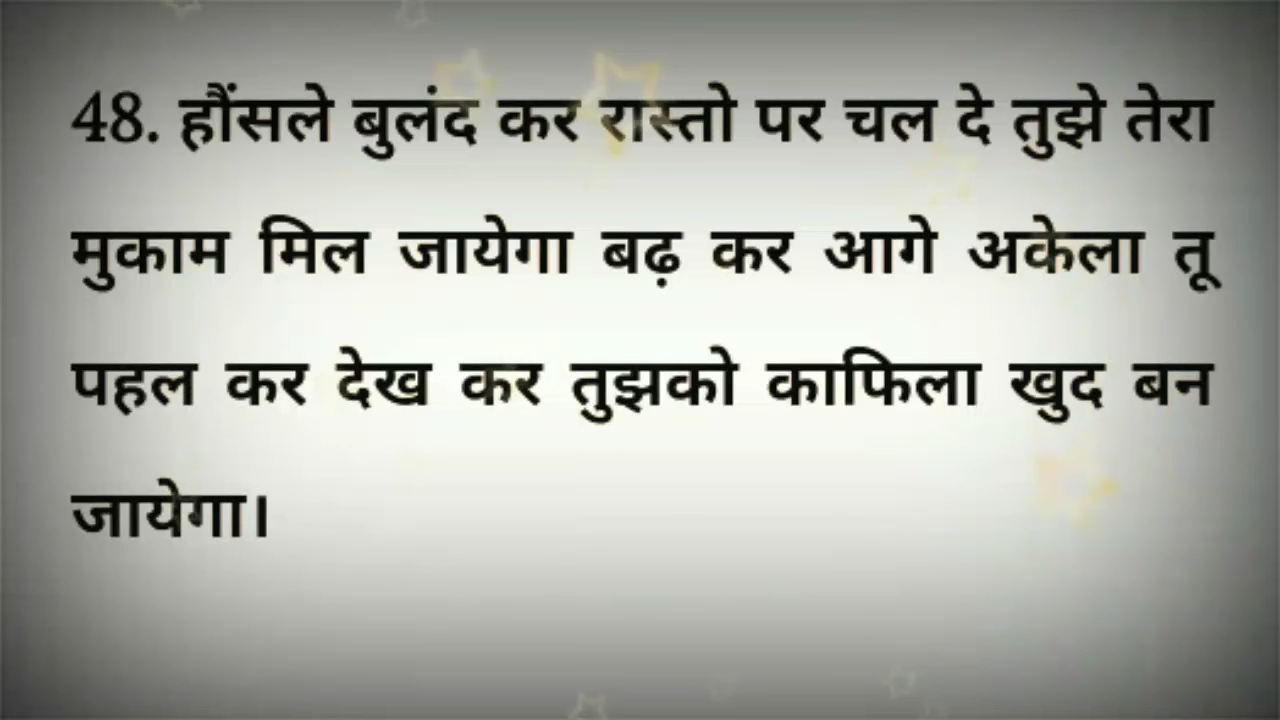 48. हौंसले बुलंद कर रास्तो पर चल दे तुझे तेरा
मुकाम मिल जायेगा बढ़ कर आगे अकेला तू
पहल कर देख कर तुझको काफिला खुद बन
जायेगा।